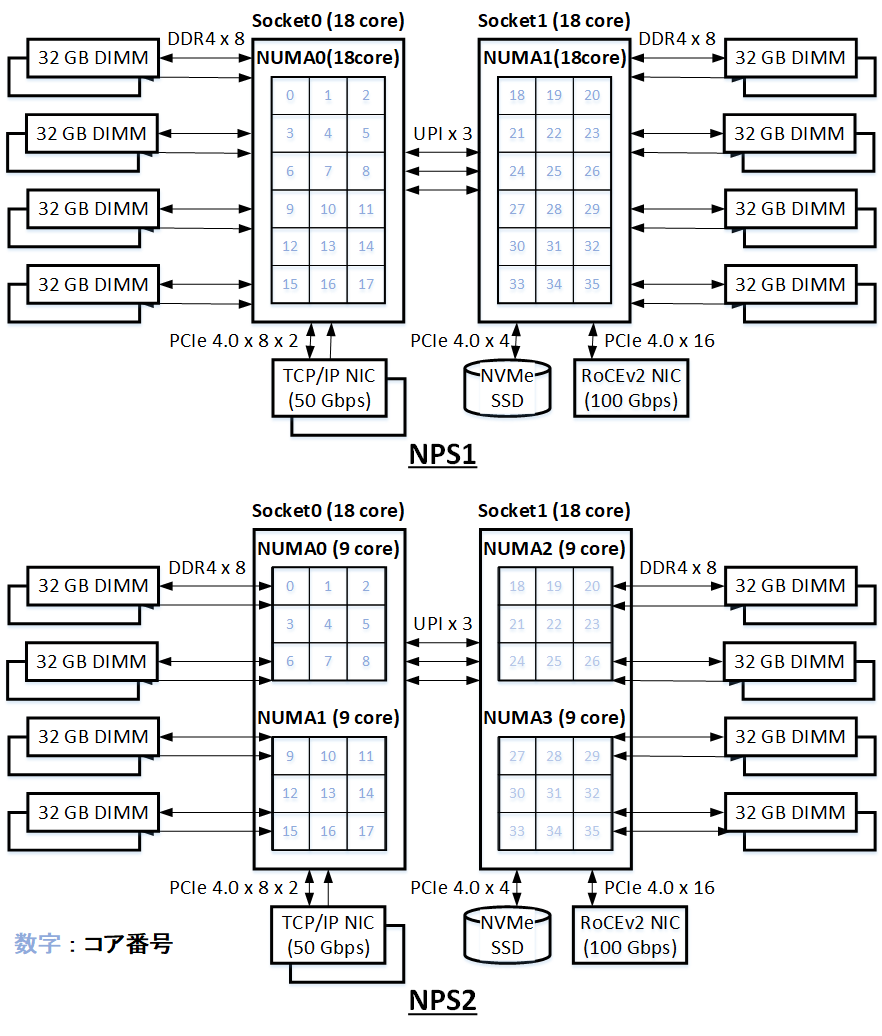 Socket0 (18 core)
Socket1 (18 core)
DDR4 x 8
DDR4 x 8
32 GB DIMM
NUMA0(18core)
NUMA1(18core)
32 GB DIMM
0 1 2
18 19 20
32 GB DIMM
3 4 5
UPI x 3
21 22 23
32 GB DIMM
6 7 8
24 25 26
32 GB DIMM
9 10 11
27 28 29
32 GB DIMM
12 13 14
30 31 32
32 GB DIMM
15 16 17
33 34 35
32 GB DIMM
PCIe 4.0 x 8 x 2
PCIe 4.0 x 4
PCIe 4.0 x 16
TCP/IP NIC
(50 Gbps)
NVMe
SSD
RoCEv2 NIC
(100 Gbps)
NPS1
Socket0 (18 core)
Socket1 (18 core)
NUMA0 (9 core)
NUMA2 (9 core)
DDR4 x 8
DDR4 x 8
32 GB DIMM
0 1 2
18 19 20
32 GB DIMM
3 4 5
UPI x 3
21 22 23
32 GB DIMM
6 7 8
24 25 26
32 GB DIMM
NUMA1 (9 core)
NUMA3 (9 core)
32 GB DIMM
9 10 11
27 28 29
32 GB DIMM
12 13 14
30 31 32
32 GB DIMM
15 16 17
33 34 35
32 GB DIMM
PCIe 4.0 x 8 x 2
PCIe 4.0 x 4
PCIe 4.0 x 16
TCP/IP NIC
(50 Gbps)
NVMe
SSD
RoCEv2 NIC
(100 Gbps)
数字 : コア番号
NPS2